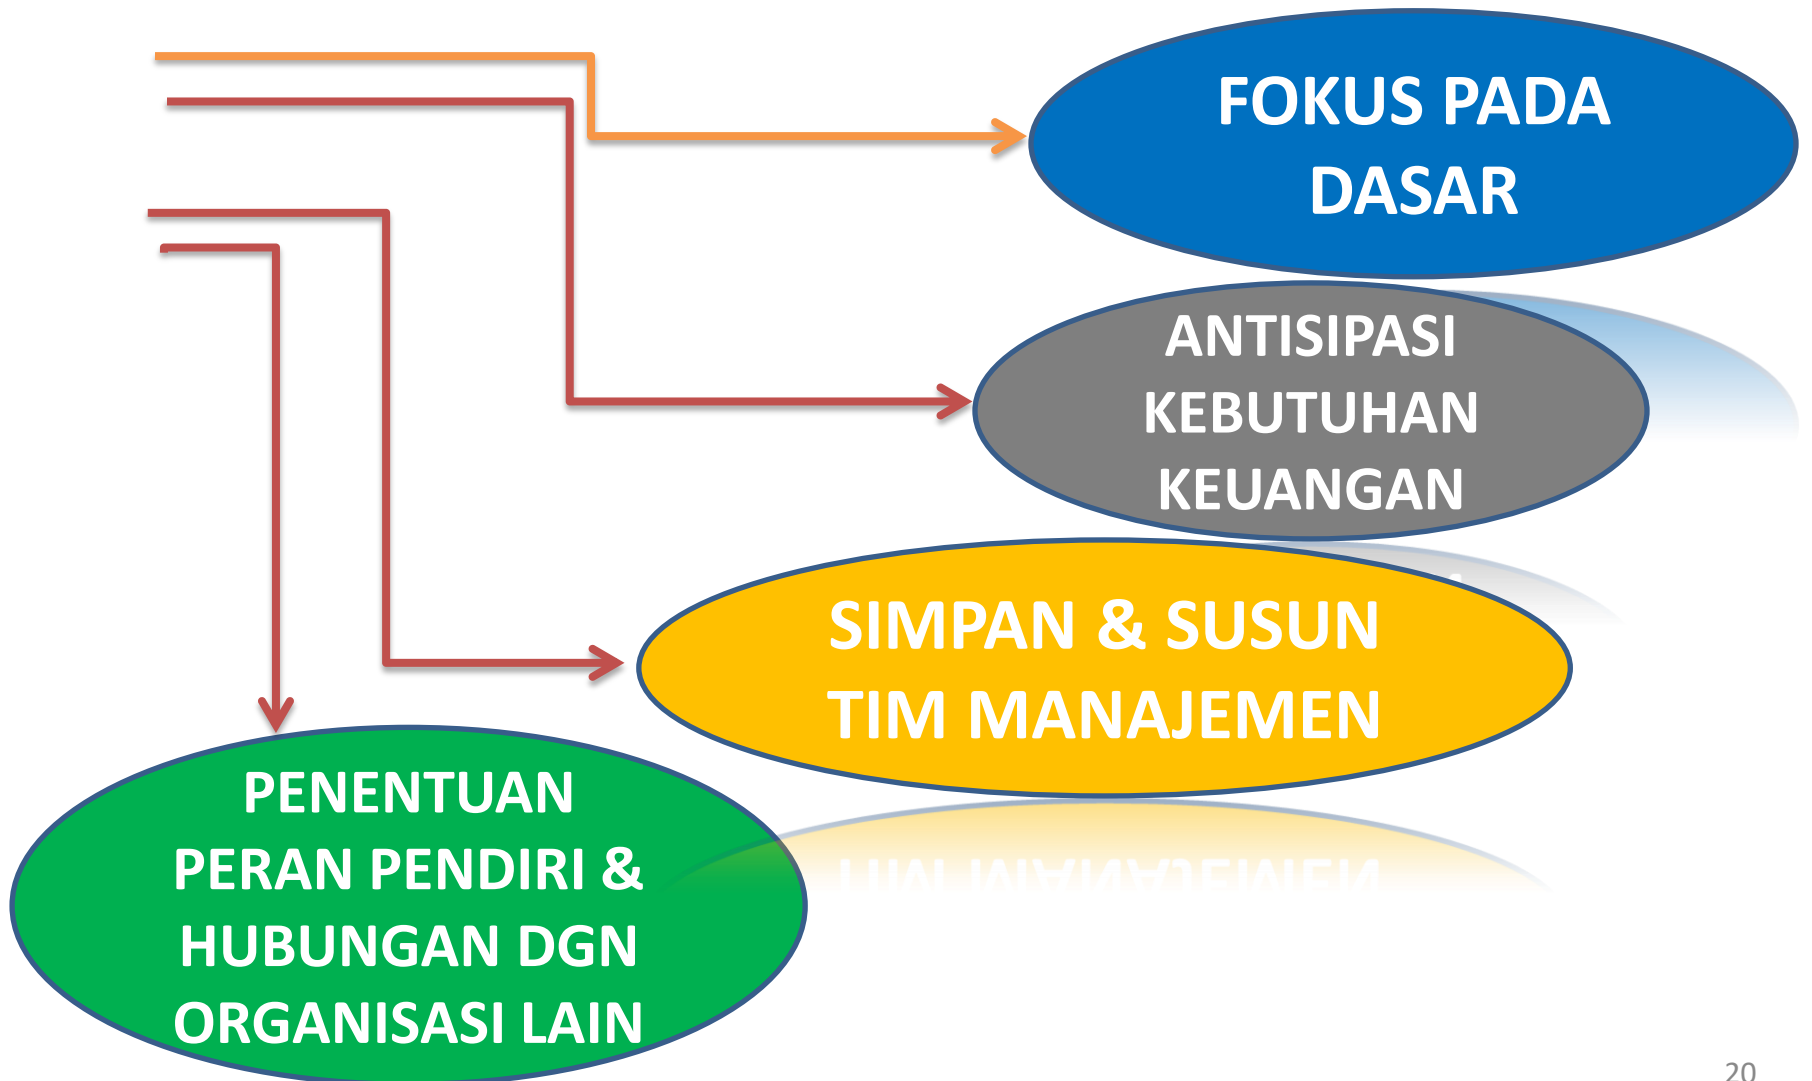 FOKUS PADA
DASAR
ANTISIPASI
KEBUTUHAN
KEUANGAN
SIMPAN & SUSUN
TIM MANAJEMEN
PENENTUAN
PERAN PENDIRI &
HUBUNGAN DGN
ORGANISASI LAIN
20